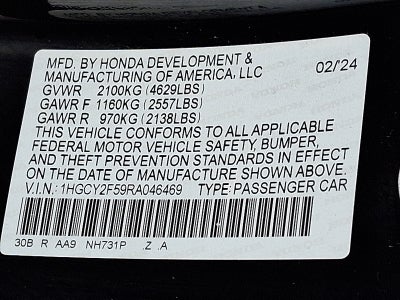 MFD. BY HONDA DEVELOPMENT &
MANUFACTURING OF AMERICA, LLC 02/24
GVWR 2100KG (4629LBS)
GAWR F 1160KG (2557LBS)
GAWR R 970KG (2138LBS)
THIS VEHICLE CONFORMS TO ALL APPLICABLE
FEDERAL MOTOR VEHICLE SAFETY, BUMPER,
AND THEFT PREVENTION STANDARDS IN EFFECT
ON THE DATE OF MANUFACTURE SHOWN ABOVE.
V.I.N.: 1HGCY2F59RA046469 TYPE: PASSENGER CAR
30B R AA9 NH731P .Z .A